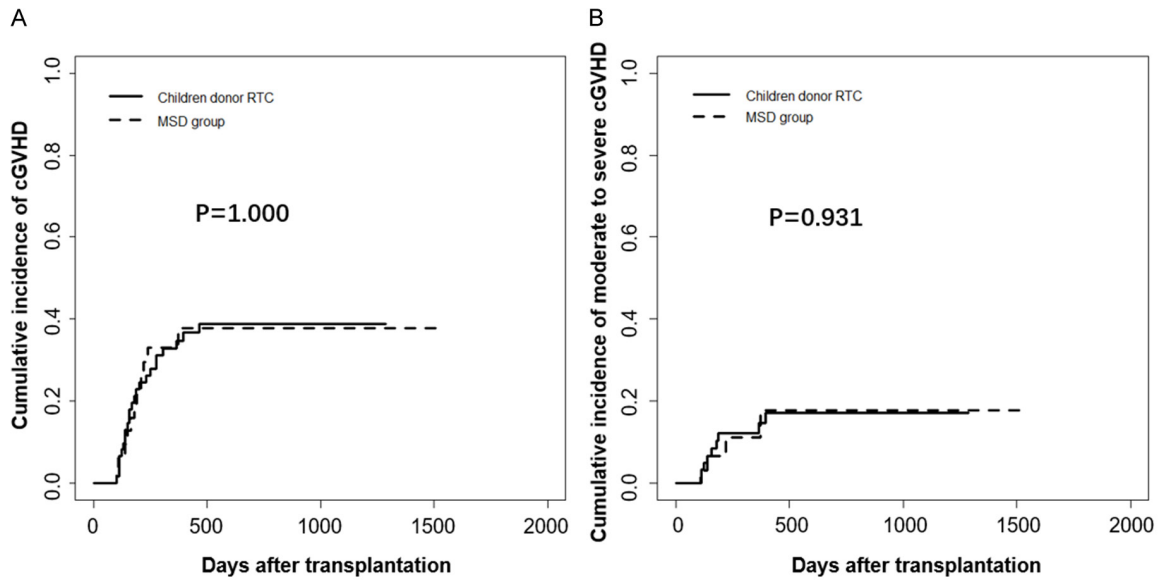 A
Cumulative incidence of cGVHD
1.0
0.8
0.6
0.4
0.2
0.0
Children donor RTC
MSD group
P=1.000
0 500 1000 1500 2000
Days after transplantation
B
Cumulative incidence of moderate to severe cGVHD
1.0
0.8
0.6
0.4
0.2
0.0
Children donor RTC
MSD group
P=0.931
0 500 1000 1500 2000
Days after transplantation